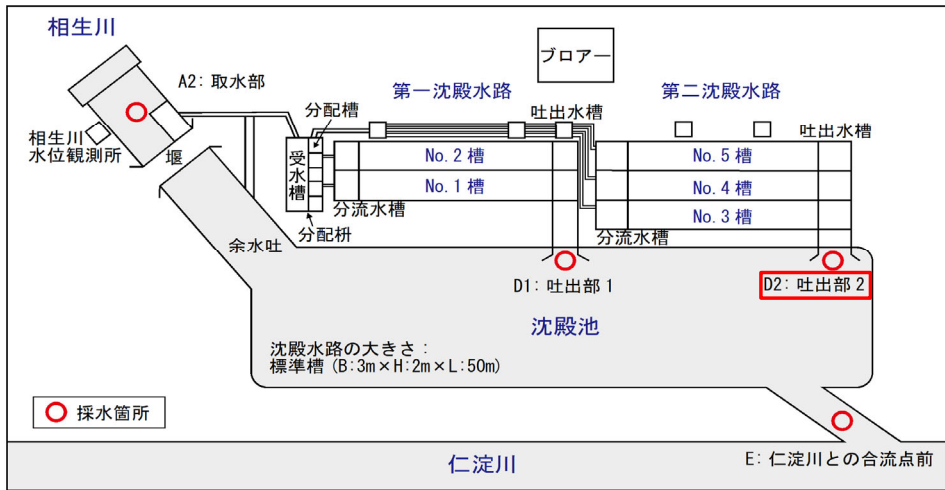 相生川
ブロアー
A2: 取水部
第一沈殿水路
第二沈殿水路
分配槽
吐出水槽
吐出水槽
相生川
水位観測所
堰
受水槽
No. 2 槽
No. 1 槽
No. 5 槽
No. 4 槽
No. 3 槽
分流水槽
分配枡
分流水槽
余水吐
D1: 吐出部 1
D2: 吐出部 2
沈殿池
沈殿水路の大きさ:
標準槽 (B:3m×H:2m×L:50m)
採水箇所
仁淀川
E: 仁淀川との合流点前